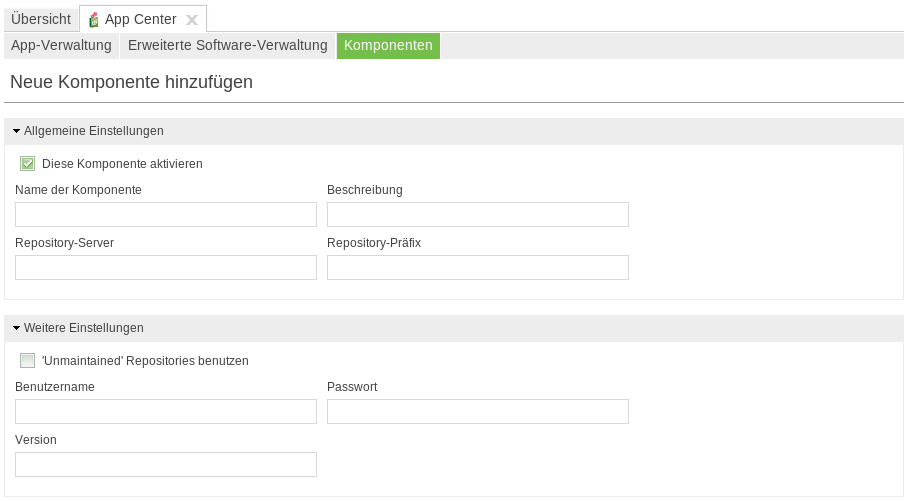 Übersicht App Center
App-Verwaltung Erweiterte Software-Verwaltung Komponenten
Neue Komponente hinzufügen
Allgemeine Einstellungen
Diese Komponente aktivieren
Name der Komponente Beschreibung
Repository-Server Repository-Präfix
Weitere Einstellungen
'Unmaintained' Repositories benutzen
Benutzername Passwort
Version